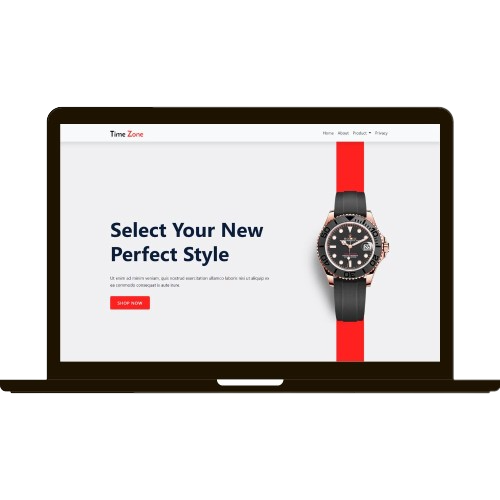 Time Zone
Home About Product Privacy
Select Your New
Perfect Style
Ut enim ad minim veniam, quis nostrud exercitation ullamco laboris nisi ut aliquip ex
ea commodo consequat is aute irure
SHOP NOW